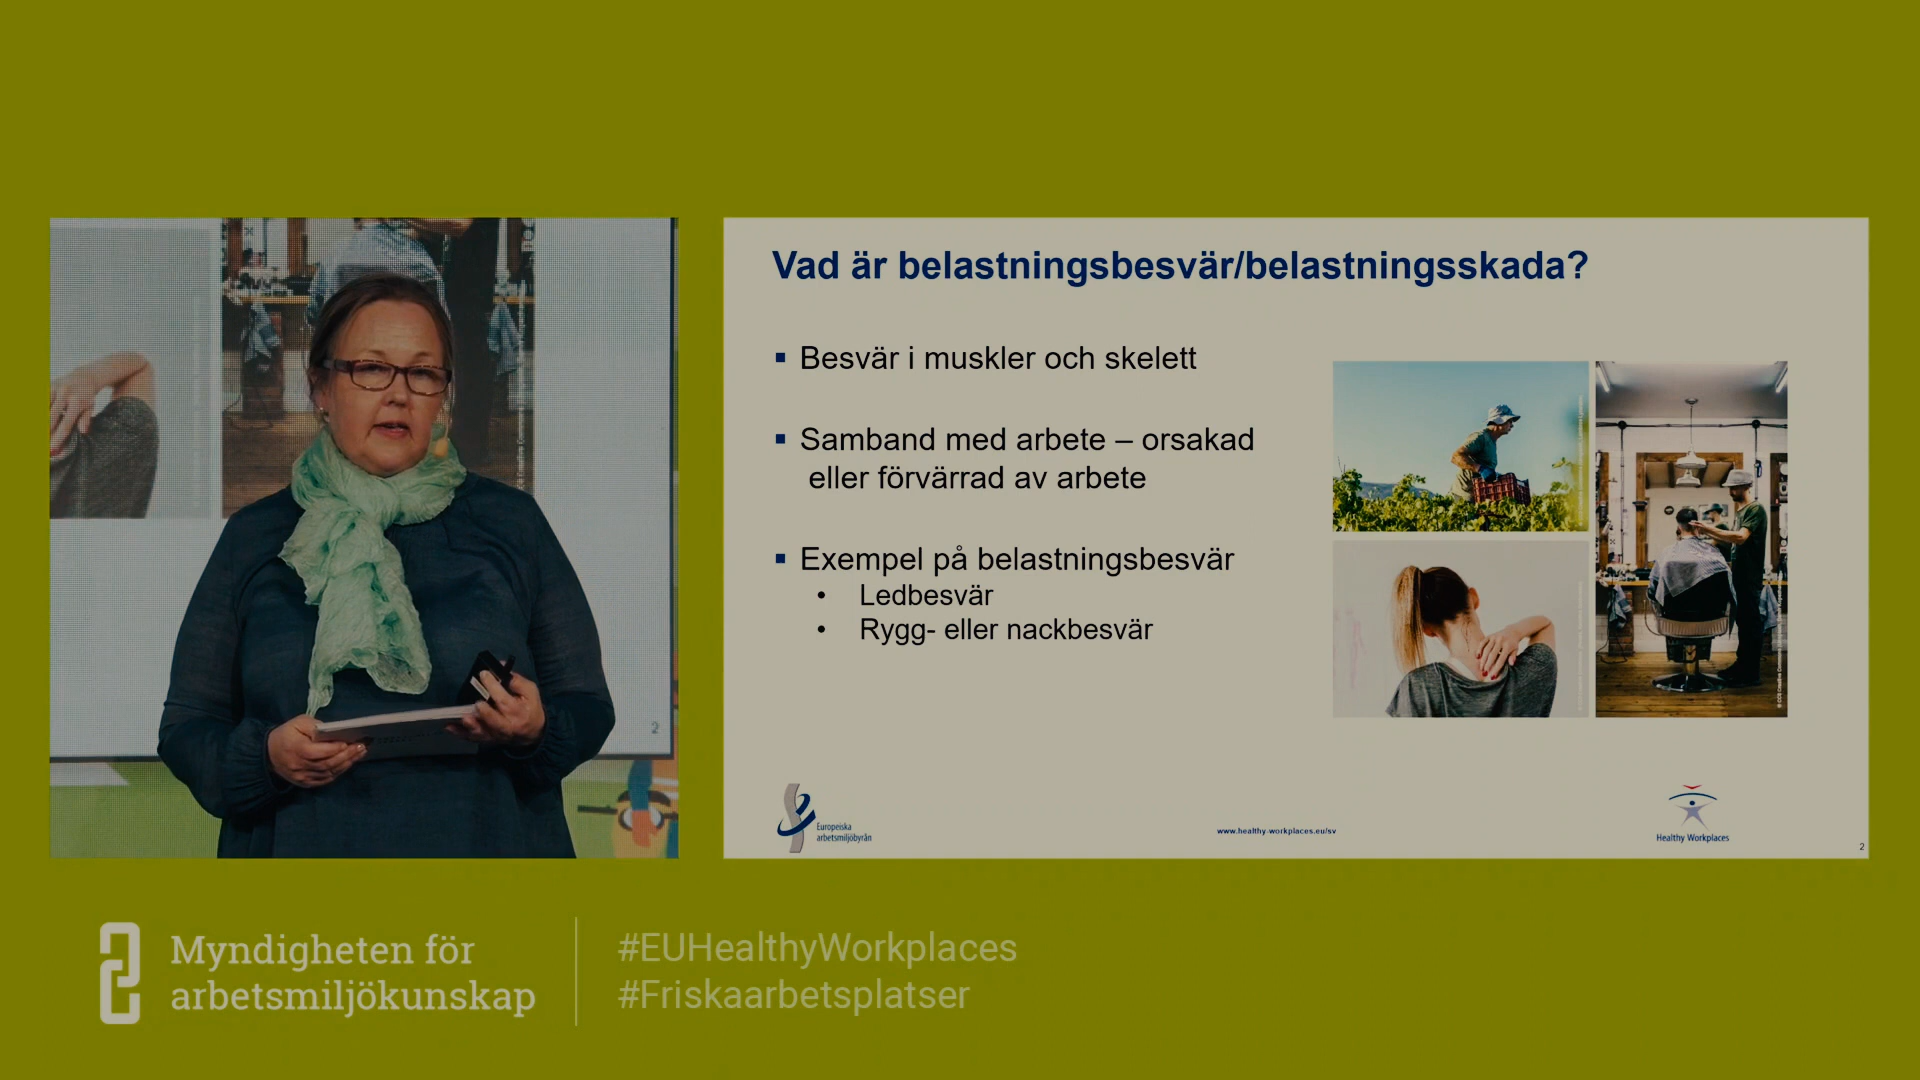 Vad är belastningsbesvär/belastningsskada?
▪ Besvär i muskler och skelett
▪ Samband med arbete – orsakad
eller förvärrad av arbete
▪ Exempel på belastningsbesvär
• Ledbesvär
• Rygg- eller nackbesvär
2
Europeiska
arbetsmiljöbyrån
www.healthy-workplaces.eu/sv
Healthy Workplaces
2
Myndigheten för
arbetsmiljökunskap
#EUHealthyWorkplaces
#Friskaarbetsplatser